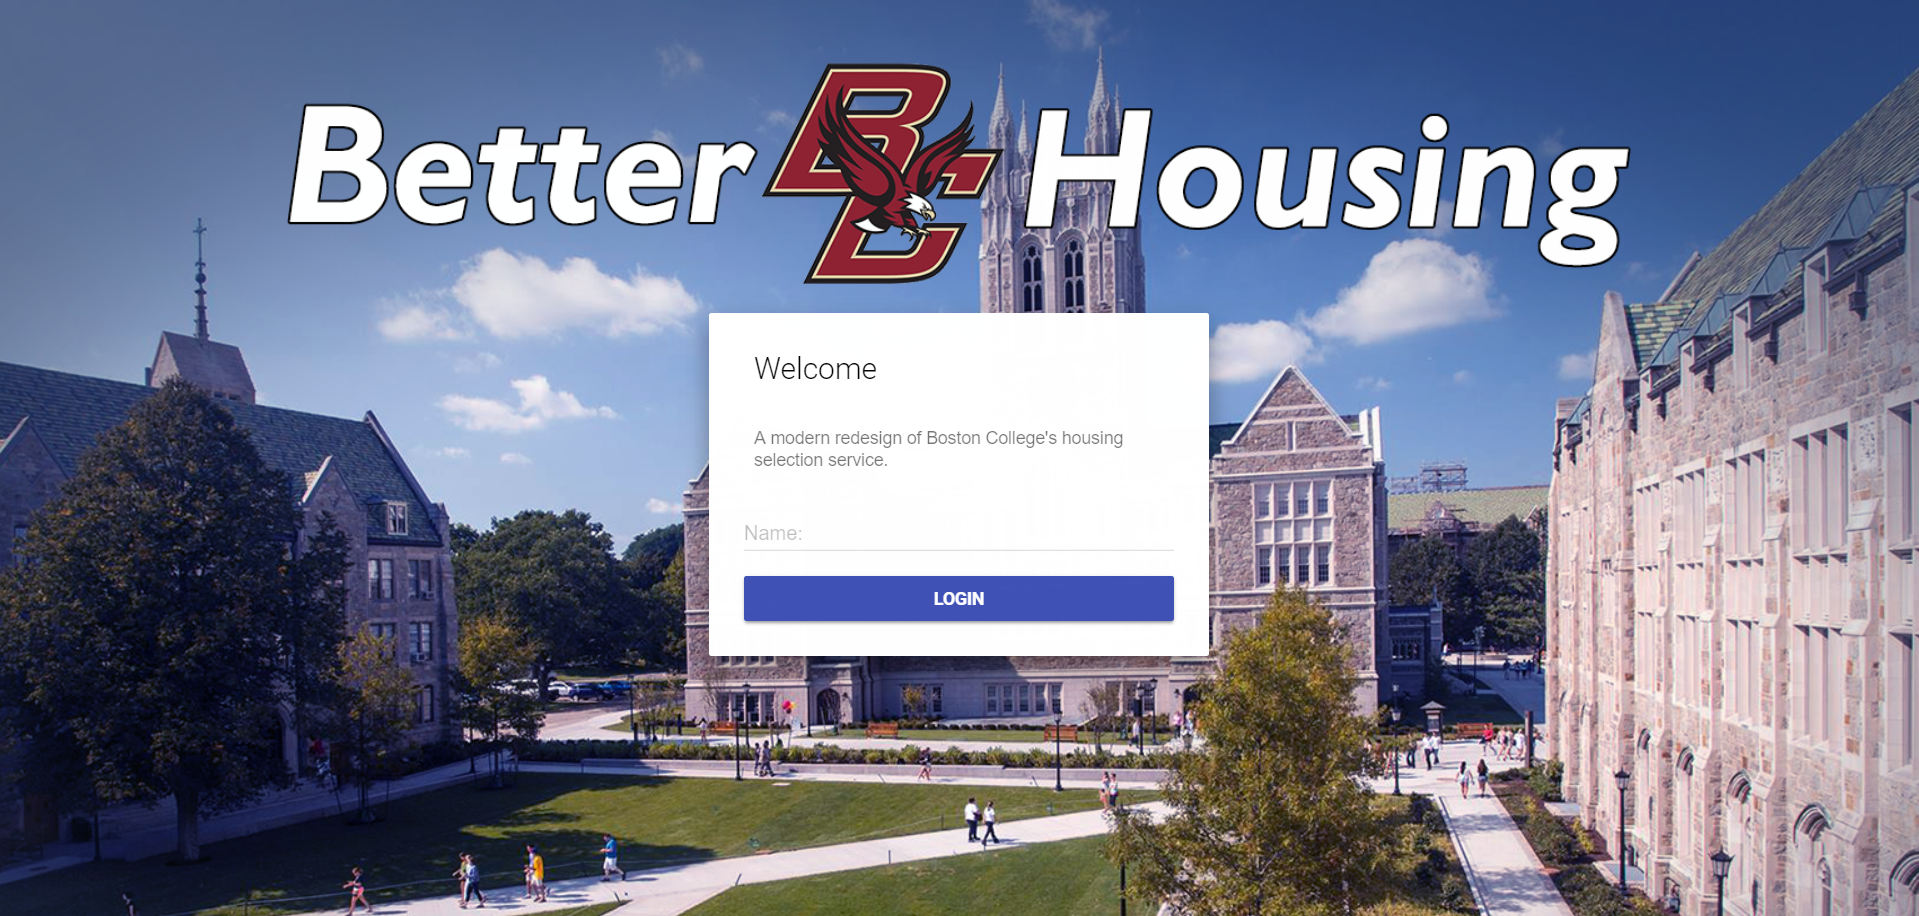 Better BC Housing
Welcome
A modern redesign of Boston College's housing
selection service.
Name:
LOGIN